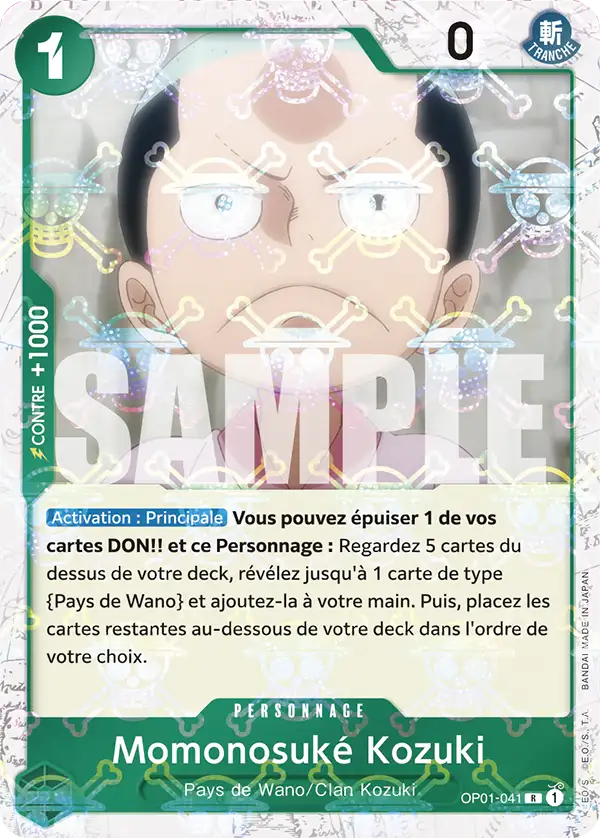 1
0
斬
TRANCHE
CONTRE +1000
SAMPLE
Activation : Principale Vous pouvez épuiser 1 de vos
cartes DON!! et ce Personnage : Regardez 5 cartes du
dessus de votre deck, révélez jusqu'à 1 carte de type
{Pays de Wano} et ajoutez-la à votre main. Puis, placez les
cartes restantes au-dessous de votre deck dans l'ordre de
votre choix.
BANDAI MADE IN JAPAN
©E.O./S., T.A.
PERSONNAGE
Momonosuké Kozuki
Pays de Wano/Clan Kozuki
OP01-041 R 1